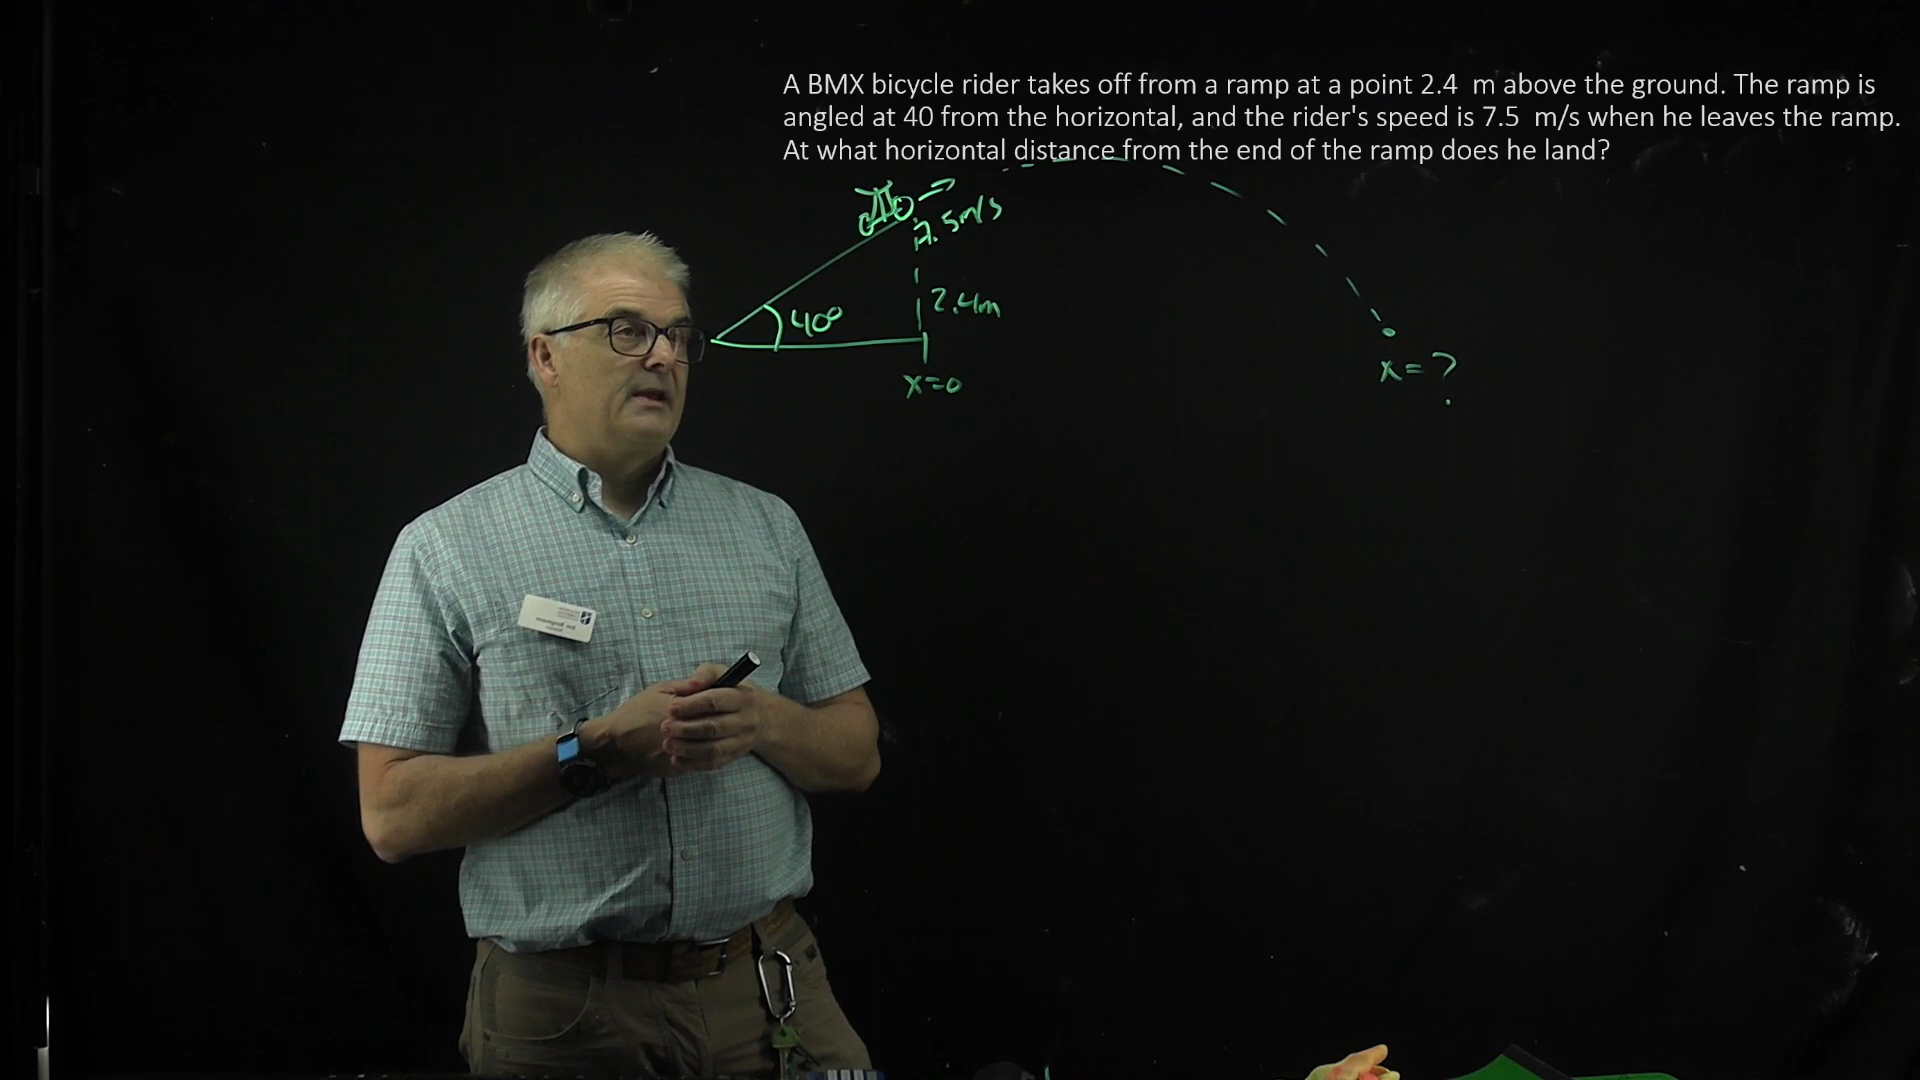 A BMX bicycle rider takes off from a ramp at a point 2.4 m above the ground. The ramp is
angled at 40 from the horizontal, and the rider's speed is 7.5 m/s when he leaves the ramp.
At what horizontal distance from the end of the ramp does he land?
7.5m/s
2.4m
40°
x=0
x=?